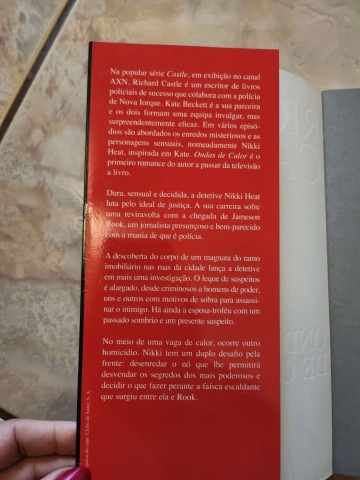 Na popular série Castle, em exibição no canal
AXN, Richard Castle é um escritor de livros
policiais de sucesso que colabora com a polícia
de Nova Iorque. Kate Beckett é a sua parceira
e os dois formam uma equipa invulgar, mas
surpreendentemente eficaz. Em vários episó-
dios são abordados os enredos misteriosos e as
personagens sensuais, nomeadamente Nikki
Heat, inspirada em Kate. Ondas de Calor é o
primeiro romance do autor a passar da televisão
a livro.
Dura, sensual e decidida, a detetive Nikki Heat
luta pelo ideal de justiça. A sua carreira sofre
uma reviravolta com a chegada de Jameson
Rook, um jornalista presunçoso e bem-parecido
com a mania de que é polícia.
A descoberta do corpo de um magnata do ramo
imobiliário nas ruas da cidade lança a detetive
em mais uma investigação. O leque de suspeitos
é alargado, desde criminosos a homens de poder,
uns e outros com motivos de sobra para assassi-
nar o inimigo. Há ainda a esposa-troféu com um
passado sombrio e um presente suspeito.
No meio de uma vaga de calor, ocorre outro
homicídio. Nikki tem um duplo desafio pela
frente: desenredar o nó que lhe permitirá
desvendar os segredos dos mais poderosos e
decidir o que fazer perante a faísca escaldante
que surgiu entre ela e Rook.
capa: Clube do Autor, S. A.
OND
DE C